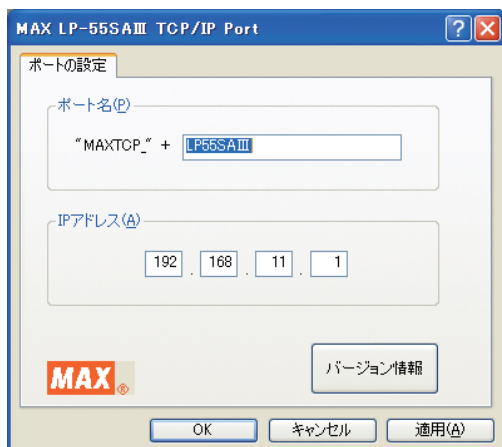 MAX LP-55SAⅢ TCP/IP Port
ポートの設定
ポート名(P)
"MAXTCP_" + LP55SAⅢ
IPアドレス(A)
192 . 168 . 11 . 1
バージョン情報
MAX®
OK キャンセル 適用(A)